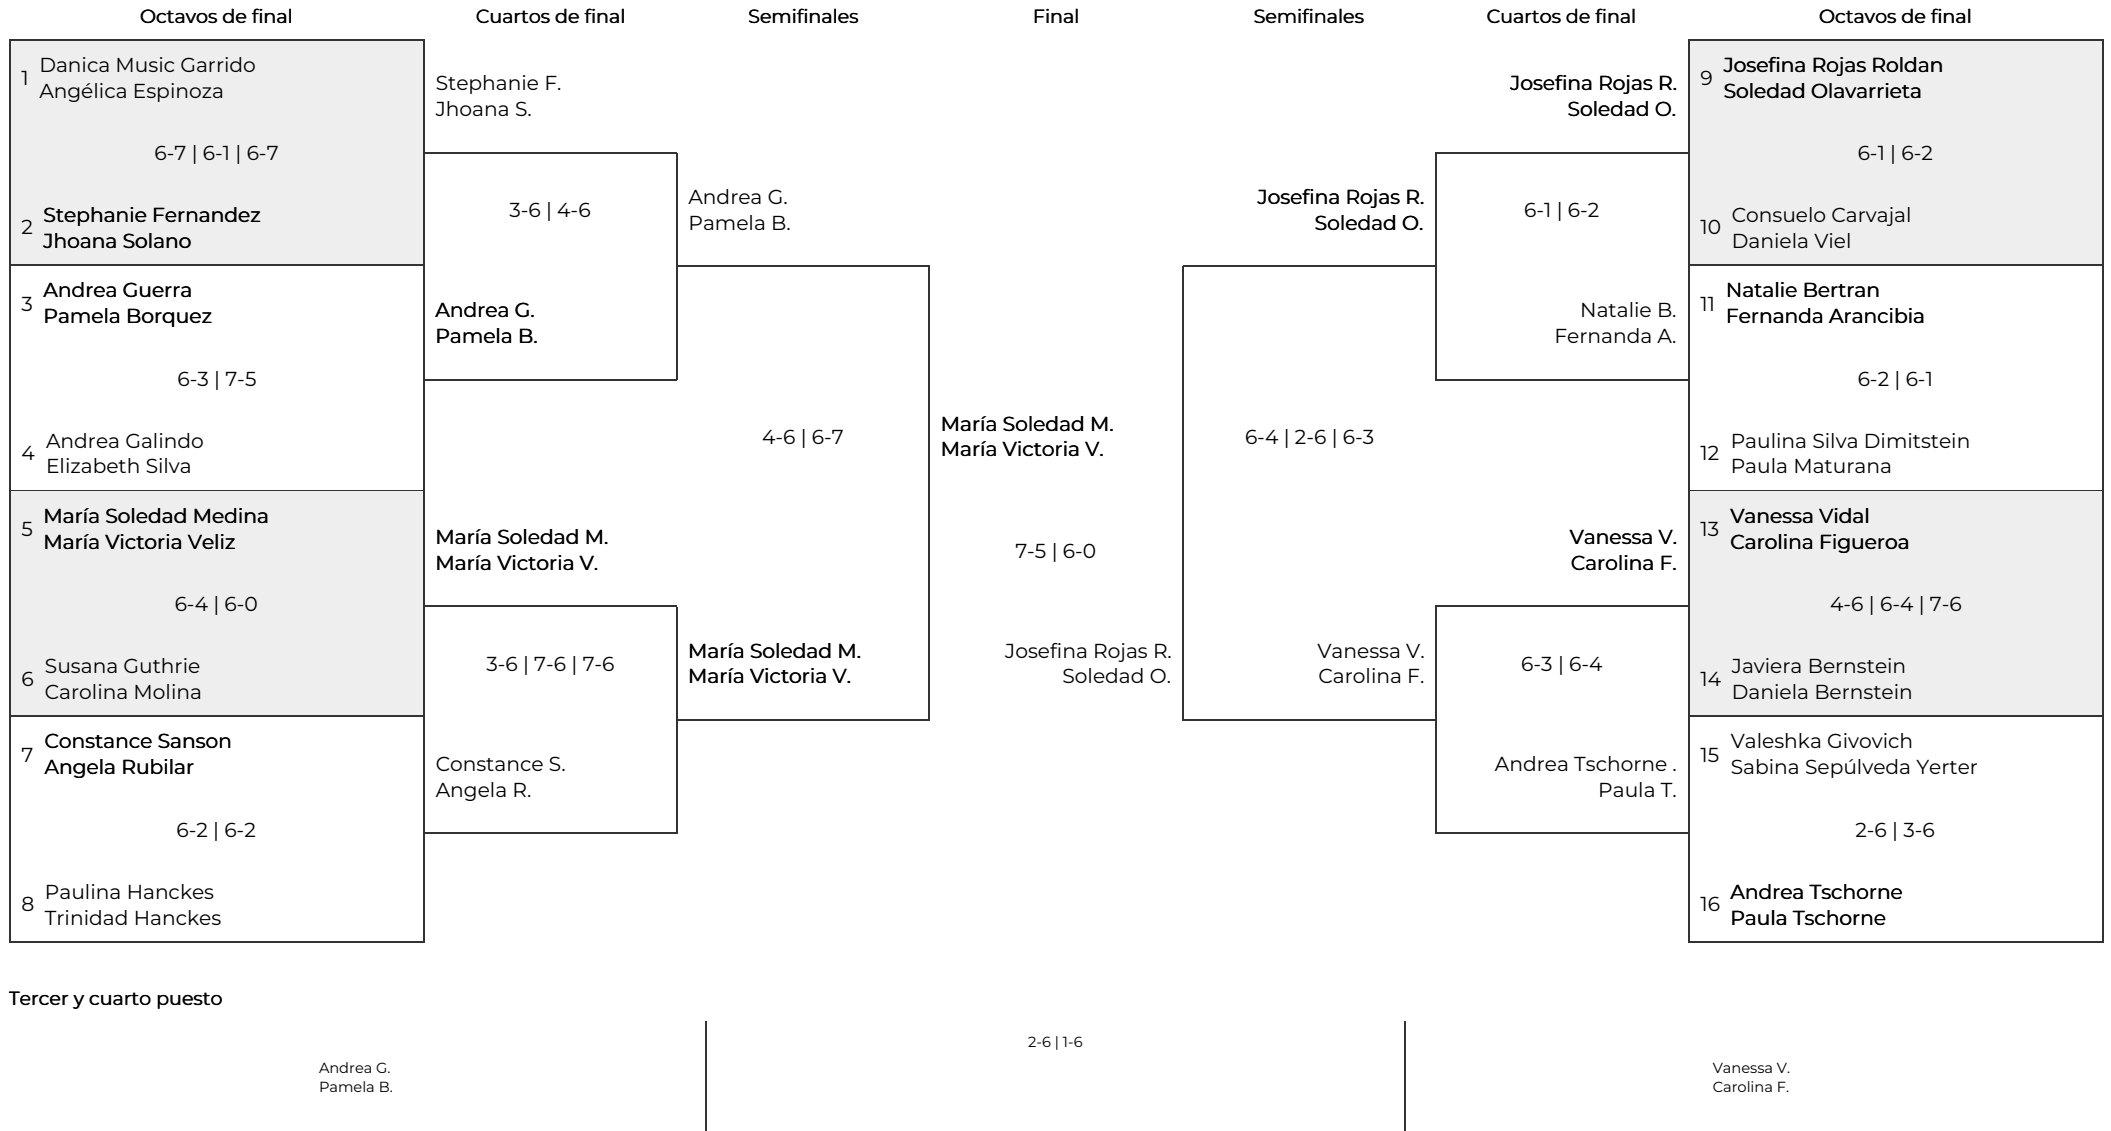 Octavos de final
Cuartos de final
Semifinales
Final
Semifinales
Cuartos de final
Octavos de final
1
Danica Music Garrido
Angélica Espinoza
6-7 | 6-1 | 6-7
2
Stephanie Fernandez
Jhoana Solano
3
Andrea Guerra
Pamela Borquez
6-3 | 7-5
4
Andrea Galindo
Elizabeth Silva
5
María Soledad Medina
María Victoria Veliz
6-4 | 6-0
6
Susana Guthrie
Carolina Molina
7
Constance Sanson
Angela Rubilar
6-2 | 6-2
8
Paulina Hanckes
Trinidad Hanckes
Stephanie F.
Jhoana S.
3-6 | 4-6
Andrea G.
Pamela B.
María Soledad M.
María Victoria V.
3-6 | 7-6 | 7-6
Constance S.
Angela R.
Andrea G.
Pamela B.
4-6 | 6-7
María Soledad M.
María Victoria V.
María Soledad M.
María Victoria V.
7-5 | 6-0
Josefina Rojas R.
Soledad O.
Josefina Rojas R.
Soledad O.
6-4 | 2-6 | 6-3
Vanessa V.
Carolina F.
Josefina Rojas R.
Soledad O.
6-1 | 6-2
Natalie B.
Fernanda A.
Vanessa V.
Carolina F.
6-3 | 6-4
Andrea Tschorne .
Paula T.
9
Josefina Rojas Roldan
Soledad Olavarrieta
6-1 | 6-2
10
Consuelo Carvajal
Daniela Viel
11
Natalie Bertran
Fernanda Arancibia
6-2 | 6-1
12
Paulina Silva Dimitstein
Paula Maturana
13
Vanessa Vidal
Carolina Figueroa
4-6 | 6-4 | 7-6
14
Javiera Bernstein
Daniela Bernstein
15
Valeshka Givovich
Sabina Sepúlveda Yerter
2-6 | 3-6
16
Andrea Tschorne
Paula Tschorne
Tercer y cuarto puesto
Andrea G.
Pamela B.
2-6 | 1-6
Vanessa V.
Carolina F.